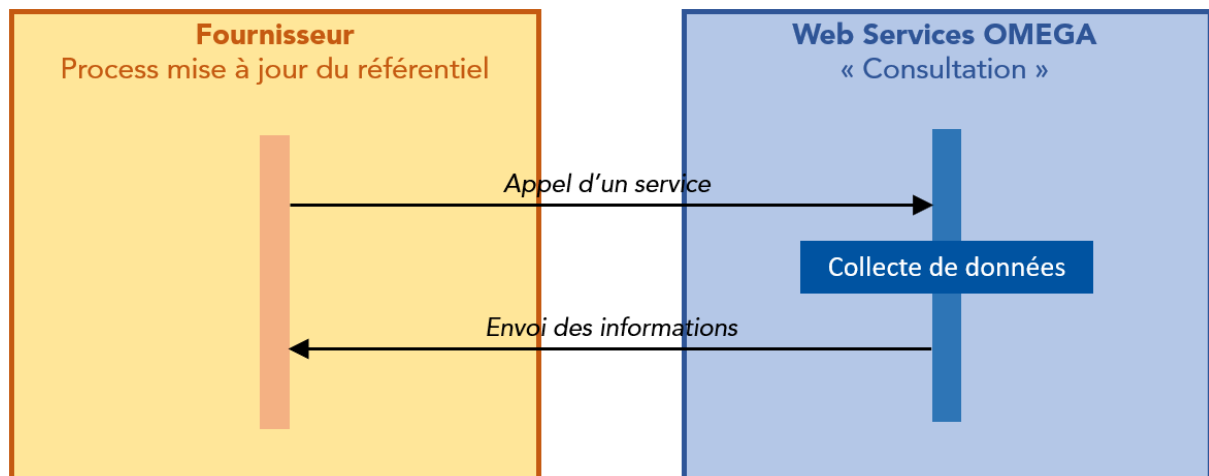 Fournisseur
Process mise à jour du référentiel
Web Services OMEGA
« Consultation »
Appel d’un service
Collecte de données
Envoi des informations